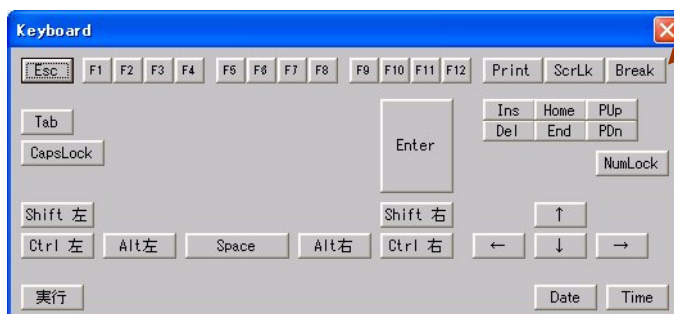 Keyboard
Esc F1 F2 F3 F4 F5 F6 F7 F8 F9 F10 F11 F12 Print ScrLk Break
Ins Home PUp
Tab Del End PDn
Enter
CapsLock
NumLock
Shift 左 Shift 右 ↑
Ctrl 左 Alt左 Space Alt右 Ctrl 右 ← ↓ →
実行 Date Time